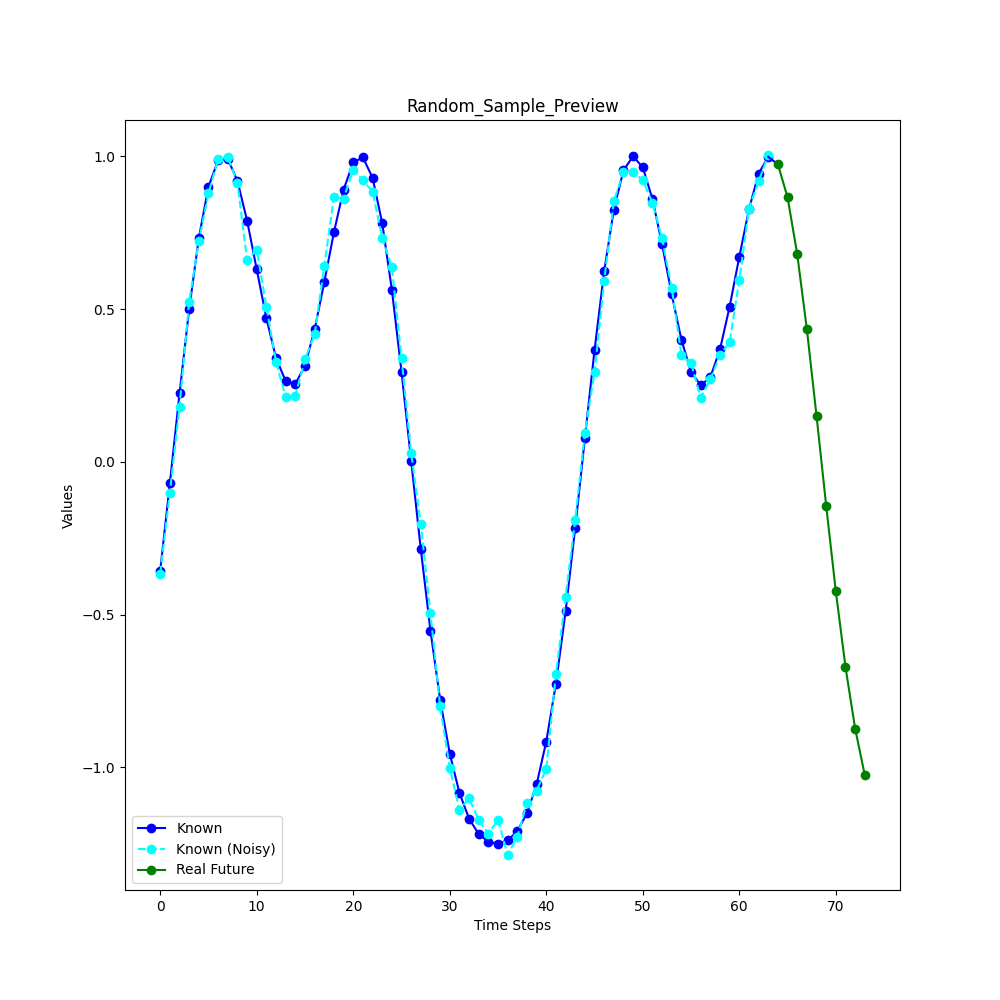 Random_Sample_Preview
1.0
0.5
0.0
−0.5
−1.0
Values
Known
Known (Noisy)
Real Future
0 10 20 30 40 50 60 70
Time Steps